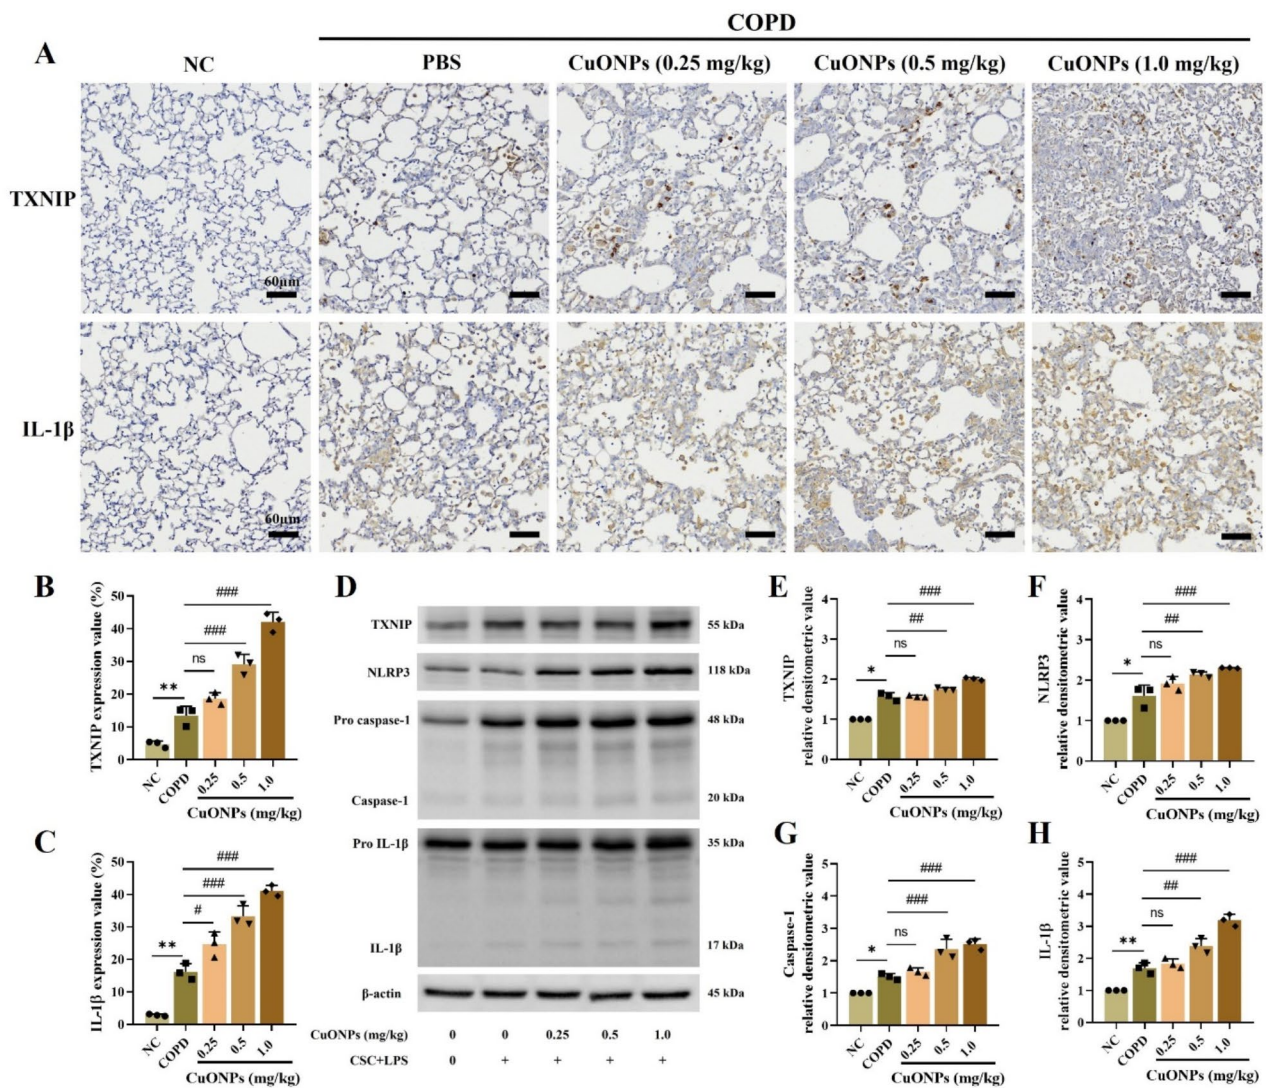 COPD
A
NC
PBS
CuONPs (0.25 mg/kg)
CuONPs (0.5 mg/kg)
CuONPs (1.0 mg/kg)
TXNIP
60μm
IL-1β
60μm
B
TXNIP expression value (%)
50
40
30
20
10
0
**
ns
###
###
NC
COPD
0.25
0.5
1.0
CuONPs (mg/kg)
C
IL-1β expression value (%)
50
40
30
20
10
0
**
#
###
###
NC
COPD
0.25
0.5
1.0
CuONPs (mg/kg)
D
TXNIP 55 kDa
NLRP3 118 kDa
Pro caspase-1 48 kDa
Caspase-1 20 kDa
Pro IL-1β 35 kDa
IL-1β 17 kDa
β-actin 45 kDa
CuONPs (mg/kg) 0 0 0.25 0.5 1.0
CSC+LPS 0 + + + +
E
TXNIP
relative densitometric value
4
3
2
1
0
*
ns
##
###
NC
COPD
0.25
0.5
1.0
CuONPs (mg/kg)
F
NLRP3
relative densitometric value
4
3
2
1
0
*
ns
##
###
NC
COPD
0.25
0.5
1.0
CuONPs (mg/kg)
G
Caspase-1
relative densitometric value
5
4
3
2
1
0
*
ns
###
###
NC
COPD
0.25
0.5
1.0
CuONPs (mg/kg)
H
IL-1β
relative densitometric value
5
4
3
2
1
0
**
ns
##
###
NC
COPD
0.25
0.5
1.0
CuONPs (mg/kg)